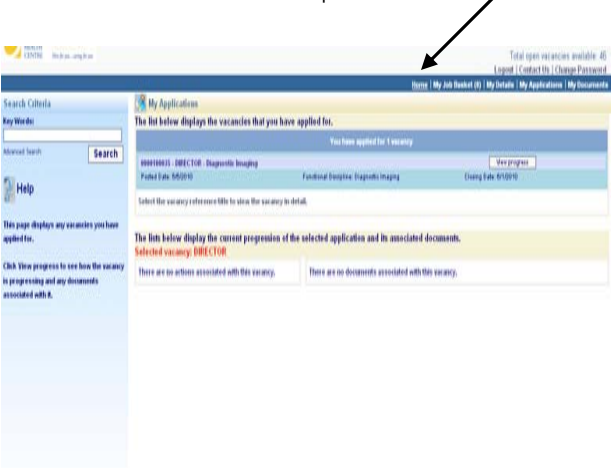 HEALTH
CENTRE
Total open vacancies available: 46
Logout | Contact Us | Change Password
Home | My Job Basket (0) | My Details | My Applications | My Documents
Search Criteria
Key Words:
Advanced Search
Search
Help
This page displays any vacancies you have
applied for.
Click View progress to see how the vacancy
is progressing and any documents
associated with it.
My Applications
The list below displays the vacancies that you have applied for.
You have applied for 1 vacancy
DIRECTOR - Diagnostic Imaging
View progress
Posted Date: 5/5/2010
Functional Discipline: Diagnostic Imaging
Closing Date: 6/1/2010
Select the vacancy reference/title to view the vacancy in detail.
The lists below display the current progression of the selected application and its associated documents.
Selected vacancy: DIRECTOR
There are no actions associated with this vacancy.
There are no documents associated with this vacancy.